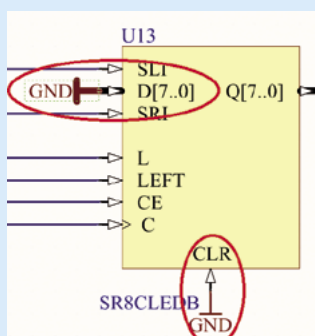 U13
SLI
GND D[7..0] Q[7..0]
SRI
L
LEFT
CE
C
CLR
SR8CLEDB
GND